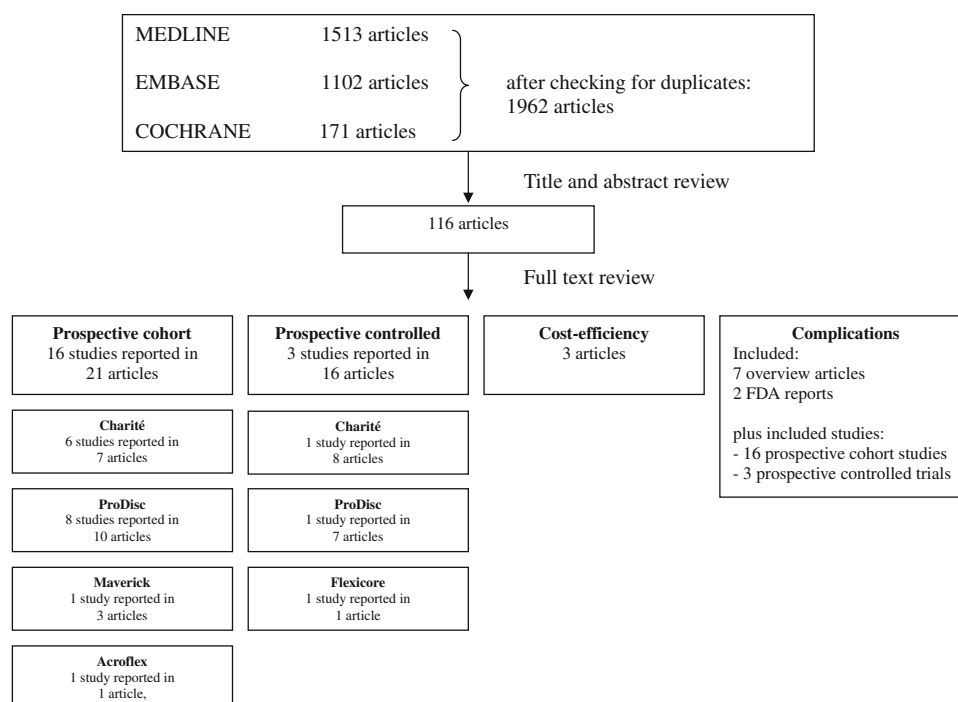 MEDLINE 1513 articles
EMBASE 1102 articles
COCHRANE 171 articles
after checking for duplicates:
1962 articles
Title and abstract review
116 articles
Full text review
Prospective cohort
16 studies reported in
21 articles
Charité
6 studies reported in
7 articles
ProDisc
8 studies reported in
10 articles
Maverick
1 study reported in
3 articles
Acroflex
1 study reported in
1 article,
Prospective controlled
3 studies reported in
16 articles
Charité
1 study reported in
8 articles
ProDisc
1 study reported in
7 articles
Flexicore
1 study reported in
1 article
Cost-efficiency
3 articles
Complications
Included:
7 overview articles
2 FDA reports
plus included studies:
- 16 prospective cohort studies
- 3 prospective controlled trials